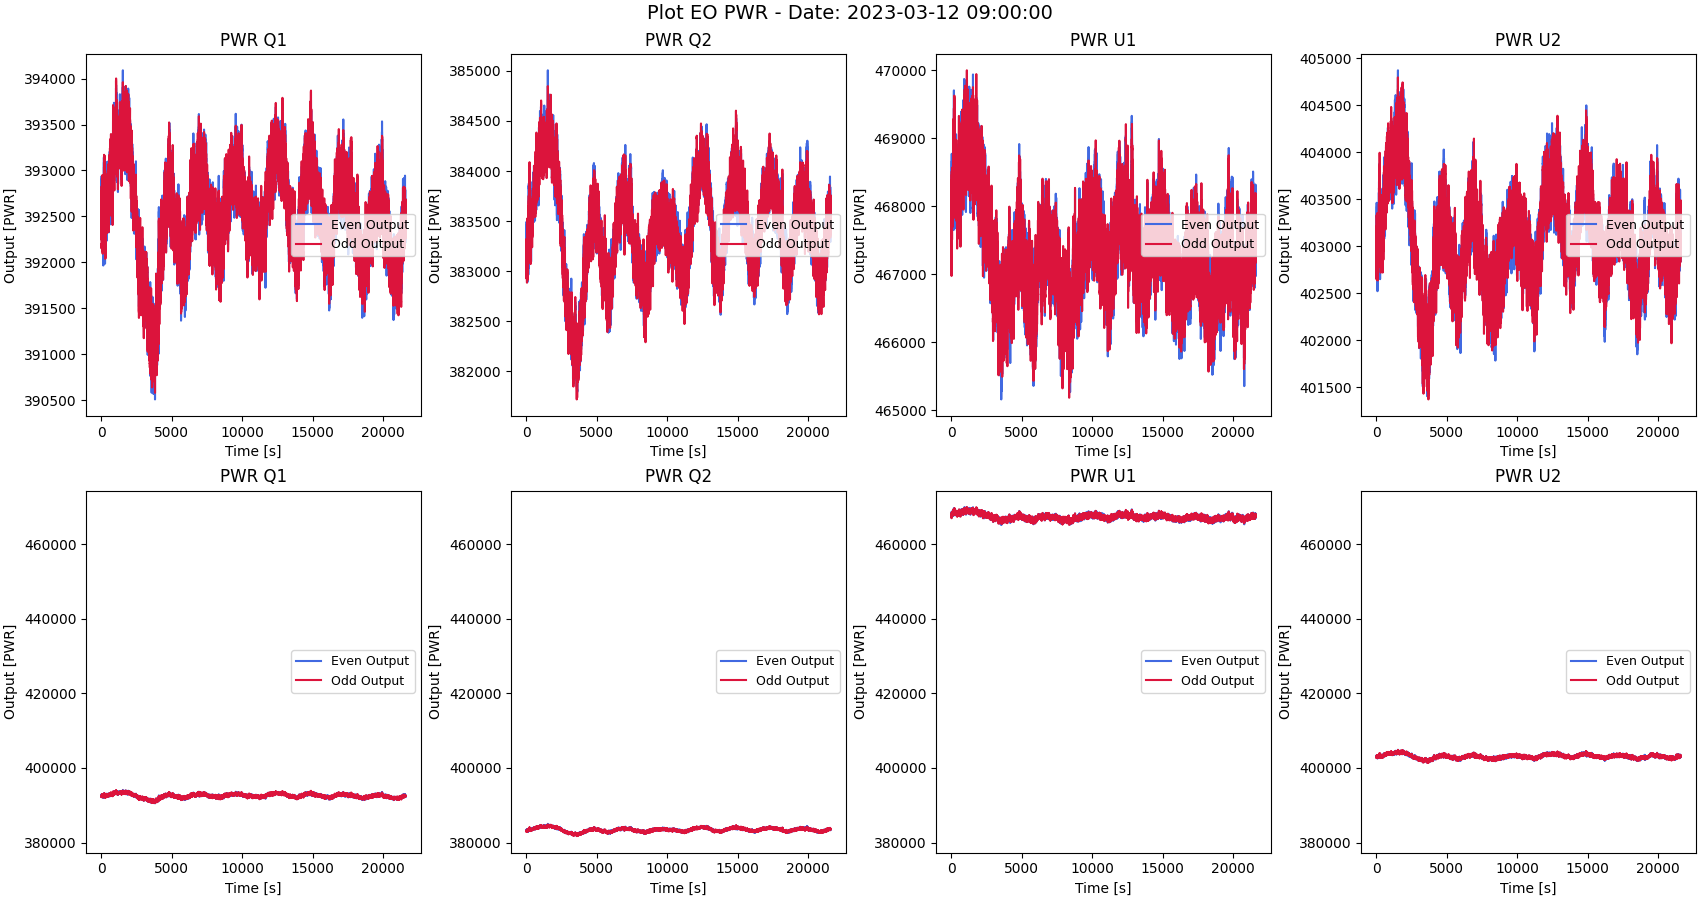 Plot EO PWR - Date: 2023-03-12 09:00:00
PWR Q1
Output [PWR]
394000
393500
393000
392500
392000
391500
391000
390500
0 5000 10000 15000 20000
Time [s]
Even Output
Odd Output
PWR Q2
Output [PWR]
385000
384500
384000
383500
383000
382500
382000
0 5000 10000 15000 20000
Time [s]
Even Output
Odd Output
PWR U1
Output [PWR]
470000
469000
468000
467000
466000
465000
0 5000 10000 15000 20000
Time [s]
Even Output
Odd Output
PWR U2
Output [PWR]
405000
404500
404000
403500
403000
402500
402000
401500
0 5000 10000 15000 20000
Time [s]
Even Output
Odd Output
PWR Q1
Output [PWR]
460000
440000
420000
400000
380000
0 5000 10000 15000 20000
Time [s]
Even Output
Odd Output
PWR Q2
Output [PWR]
460000
440000
420000
400000
380000
0 5000 10000 15000 20000
Time [s]
Even Output
Odd Output
PWR U1
Output [PWR]
460000
440000
420000
400000
380000
0 5000 10000 15000 20000
Time [s]
Even Output
Odd Output
PWR U2
Output [PWR]
460000
440000
420000
400000
380000
0 5000 10000 15000 20000
Time [s]
Even Output
Odd Output